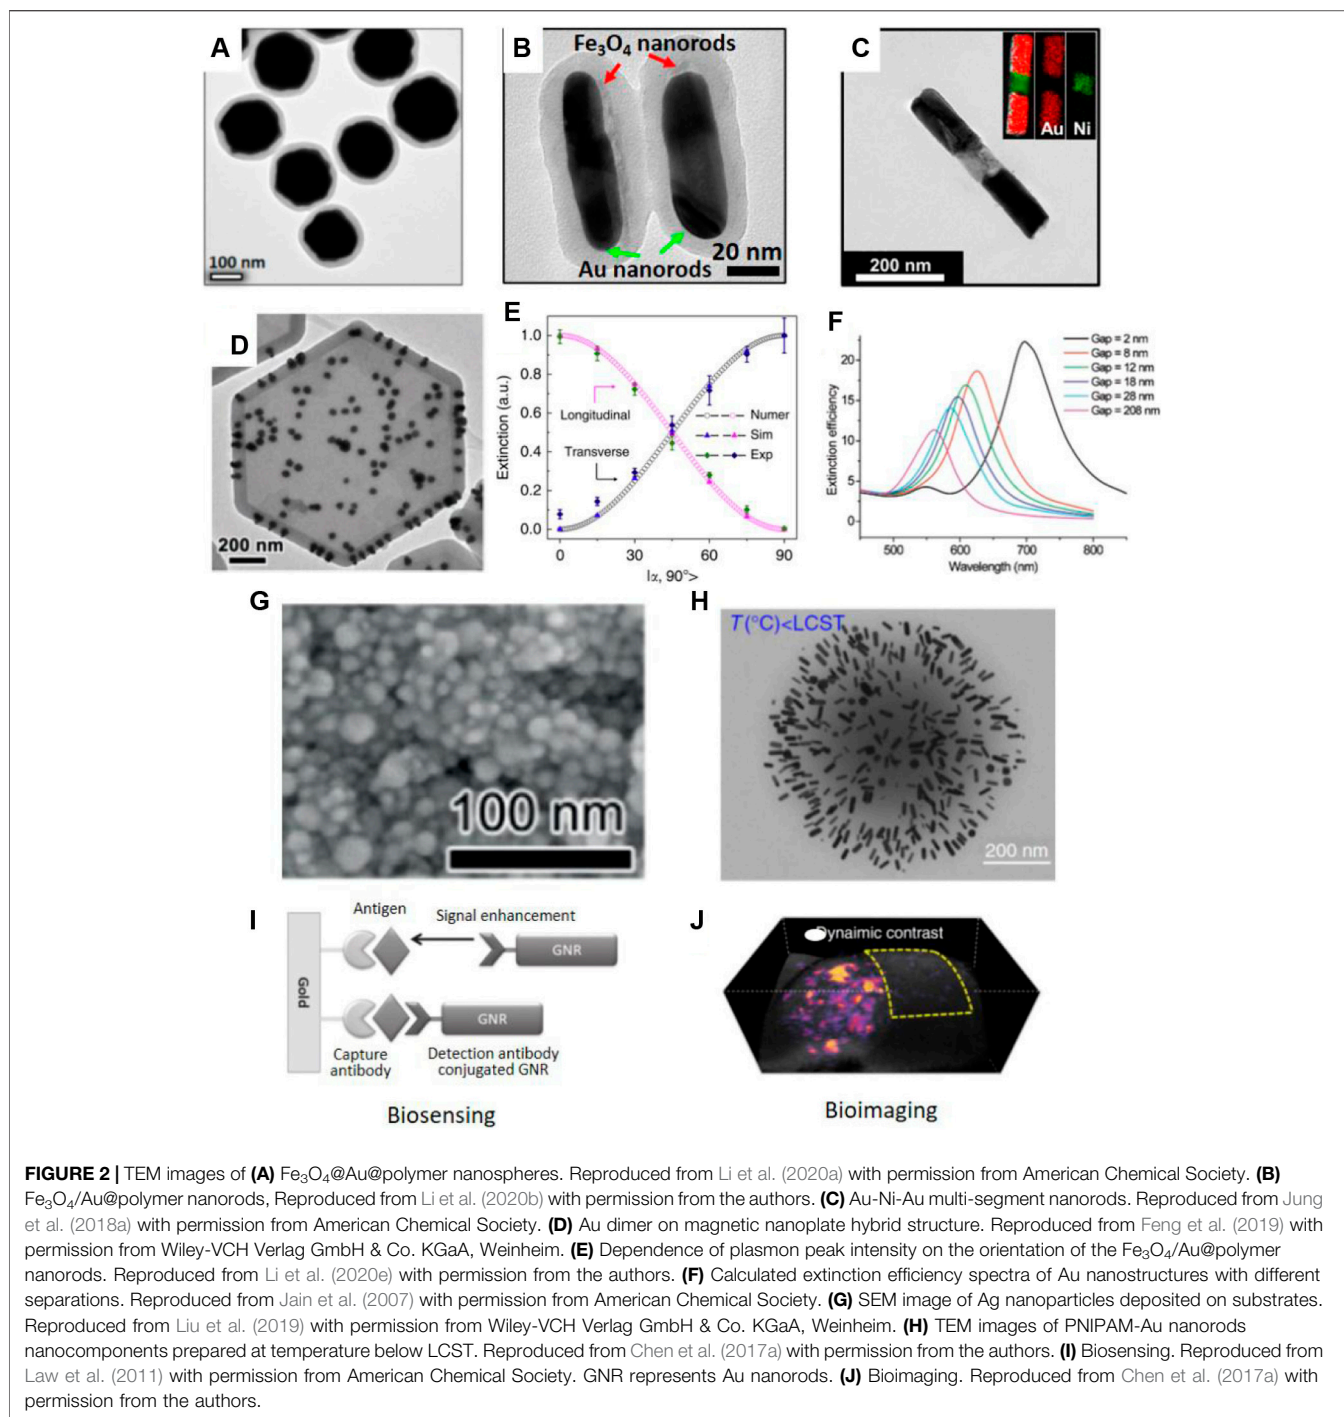 A
100 nm
B
Fe₃O₄ nanorods
Au nanorods
20 nm
C
Au
Ni
200 nm
D
200 nm
E
Extinction (a.u.)
1.0
0.8
0.6
0.4
0.2
0.0
Longitudinal
Transverse
Numer
Sim
Exp
0 30 60 90
|α, 90°>
F
Extinction efficiency
20
15
10
5
0
Gap = 2 nm
Gap = 8 nm
Gap = 12 nm
Gap = 18 nm
Gap = 28 nm
Gap = 208 nm
500 600 700 800
Wavelength (nm)
G
100 nm
H
T(°C)<LCST
200 nm
I
Antigen
Signal enhancement
GNR
Gold
GNR
Capture
antibody
Detection antibody
conjugated GNR
Biosensing
J
Dynaimic contrast
Bioimaging
FIGURE 2 | TEM images of (A) Fe₃O₄@Au@polymer nanospheres. Reproduced from Li et al. (2020a) with permission from American Chemical Society. (B)
Fe₃O₄/Au@polymer nanorods, Reproduced from Li et al. (2020b) with permission from the authors. (C) Au-Ni-Au multi-segment nanorods. Reproduced from Jung
et al. (2018a) with permission from American Chemical Society. (D) Au dimer on magnetic nanoplate hybrid structure. Reproduced from Feng et al. (2019) with
permission from Wiley-VCH Verlag GmbH & Co. KGaA, Weinheim. (E) Dependence of plasmon peak intensity on the orientation of the Fe₃O₄/Au@polymer
nanorods. Reproduced from Li et al. (2020e) with permission from the authors. (F) Calculated extinction efficiency spectra of Au nanostructures with different
separations. Reproduced from Jain et al. (2007) with permission from American Chemical Society. (G) SEM image of Ag nanoparticles deposited on substrates.
Reproduced from Liu et al. (2019) with permission from Wiley-VCH Verlag GmbH & Co. KGaA, Weinheim. (H) TEM images of PNIPAM-Au nanorods
nanocomponents prepared at temperature below LCST. Reproduced from Chen et al. (2017a) with permission from the authors. (I) Biosensing. Reproduced from
Law et al. (2011) with permission from American Chemical Society. GNR represents Au nanorods. (J) Bioimaging. Reproduced from Chen et al. (2017a) with
permission from the authors.